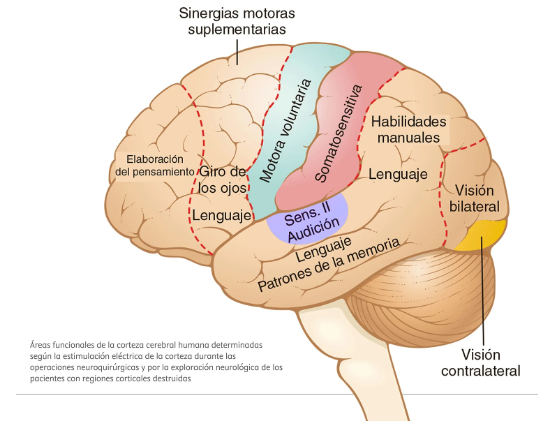 Sinergias motoras
suplementarias
Motora voluntaria
Somatosensitiva
Habilidades
manuales
Elaboración
del pensamiento
Giro de
los ojos
Lenguaje
Lenguaje
Visión
bilateral
Sens. II
Audición
Lenguaje
Patrones de la memoria
Visión
contralateral
Áreas funcionales de la corteza cerebral humana determinadas
según la estimulación eléctrica de la corteza durante las
operaciones neuroquirúrgicas y por la exploración neurológica de los
pacientes con regiones corticales destruidas